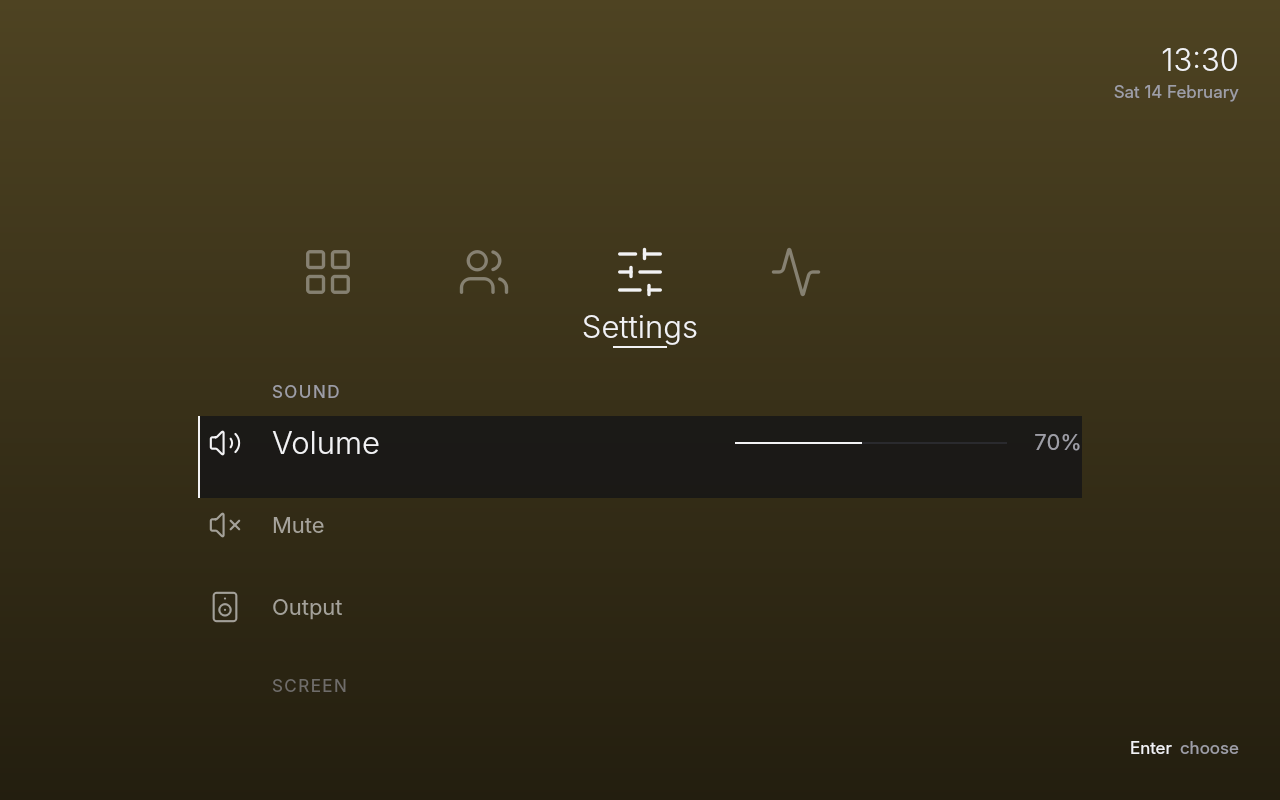 13:30
Sat 14 February
Settings
SOUND
Volume 70%
Mute
Output
SCREEN
Enter choose